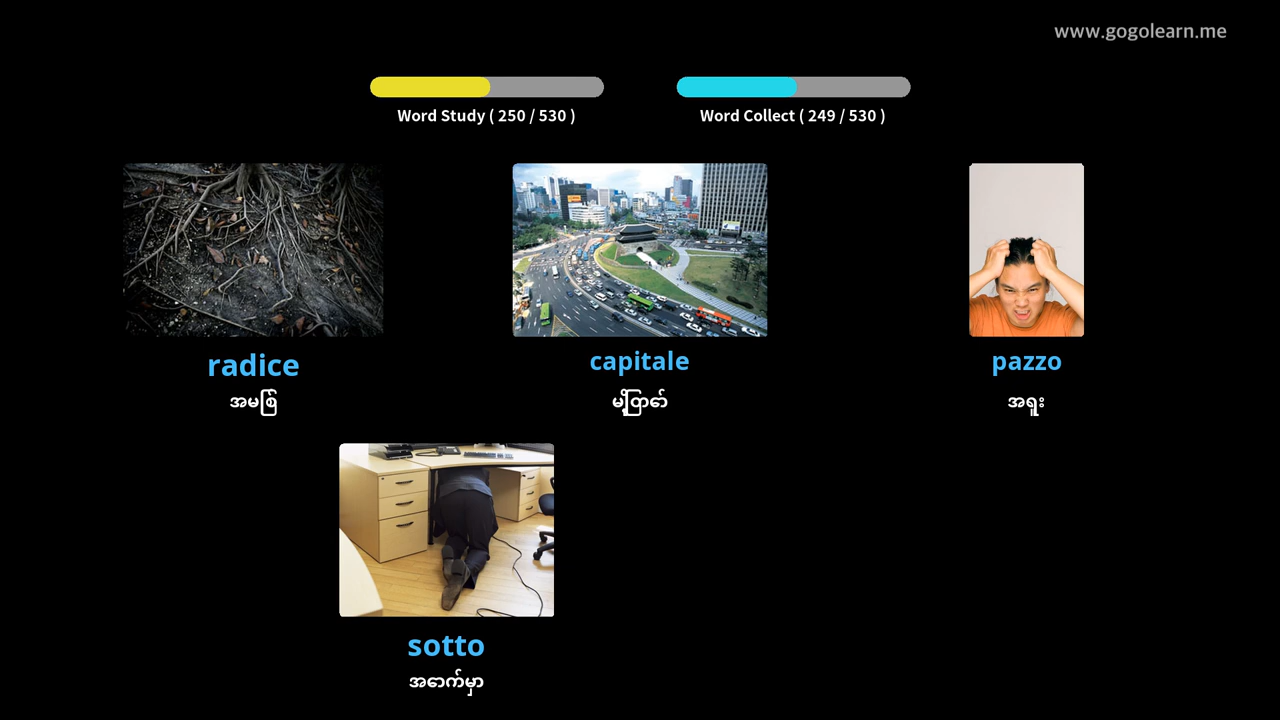 www.gogolearn.me
Word Study ( 250 / 530 )
Word Collect ( 249 / 530 )
radice
capitale
pazzo
အမြစ်
မြို့တော်
အရူး
sotto
အောက်မှာ